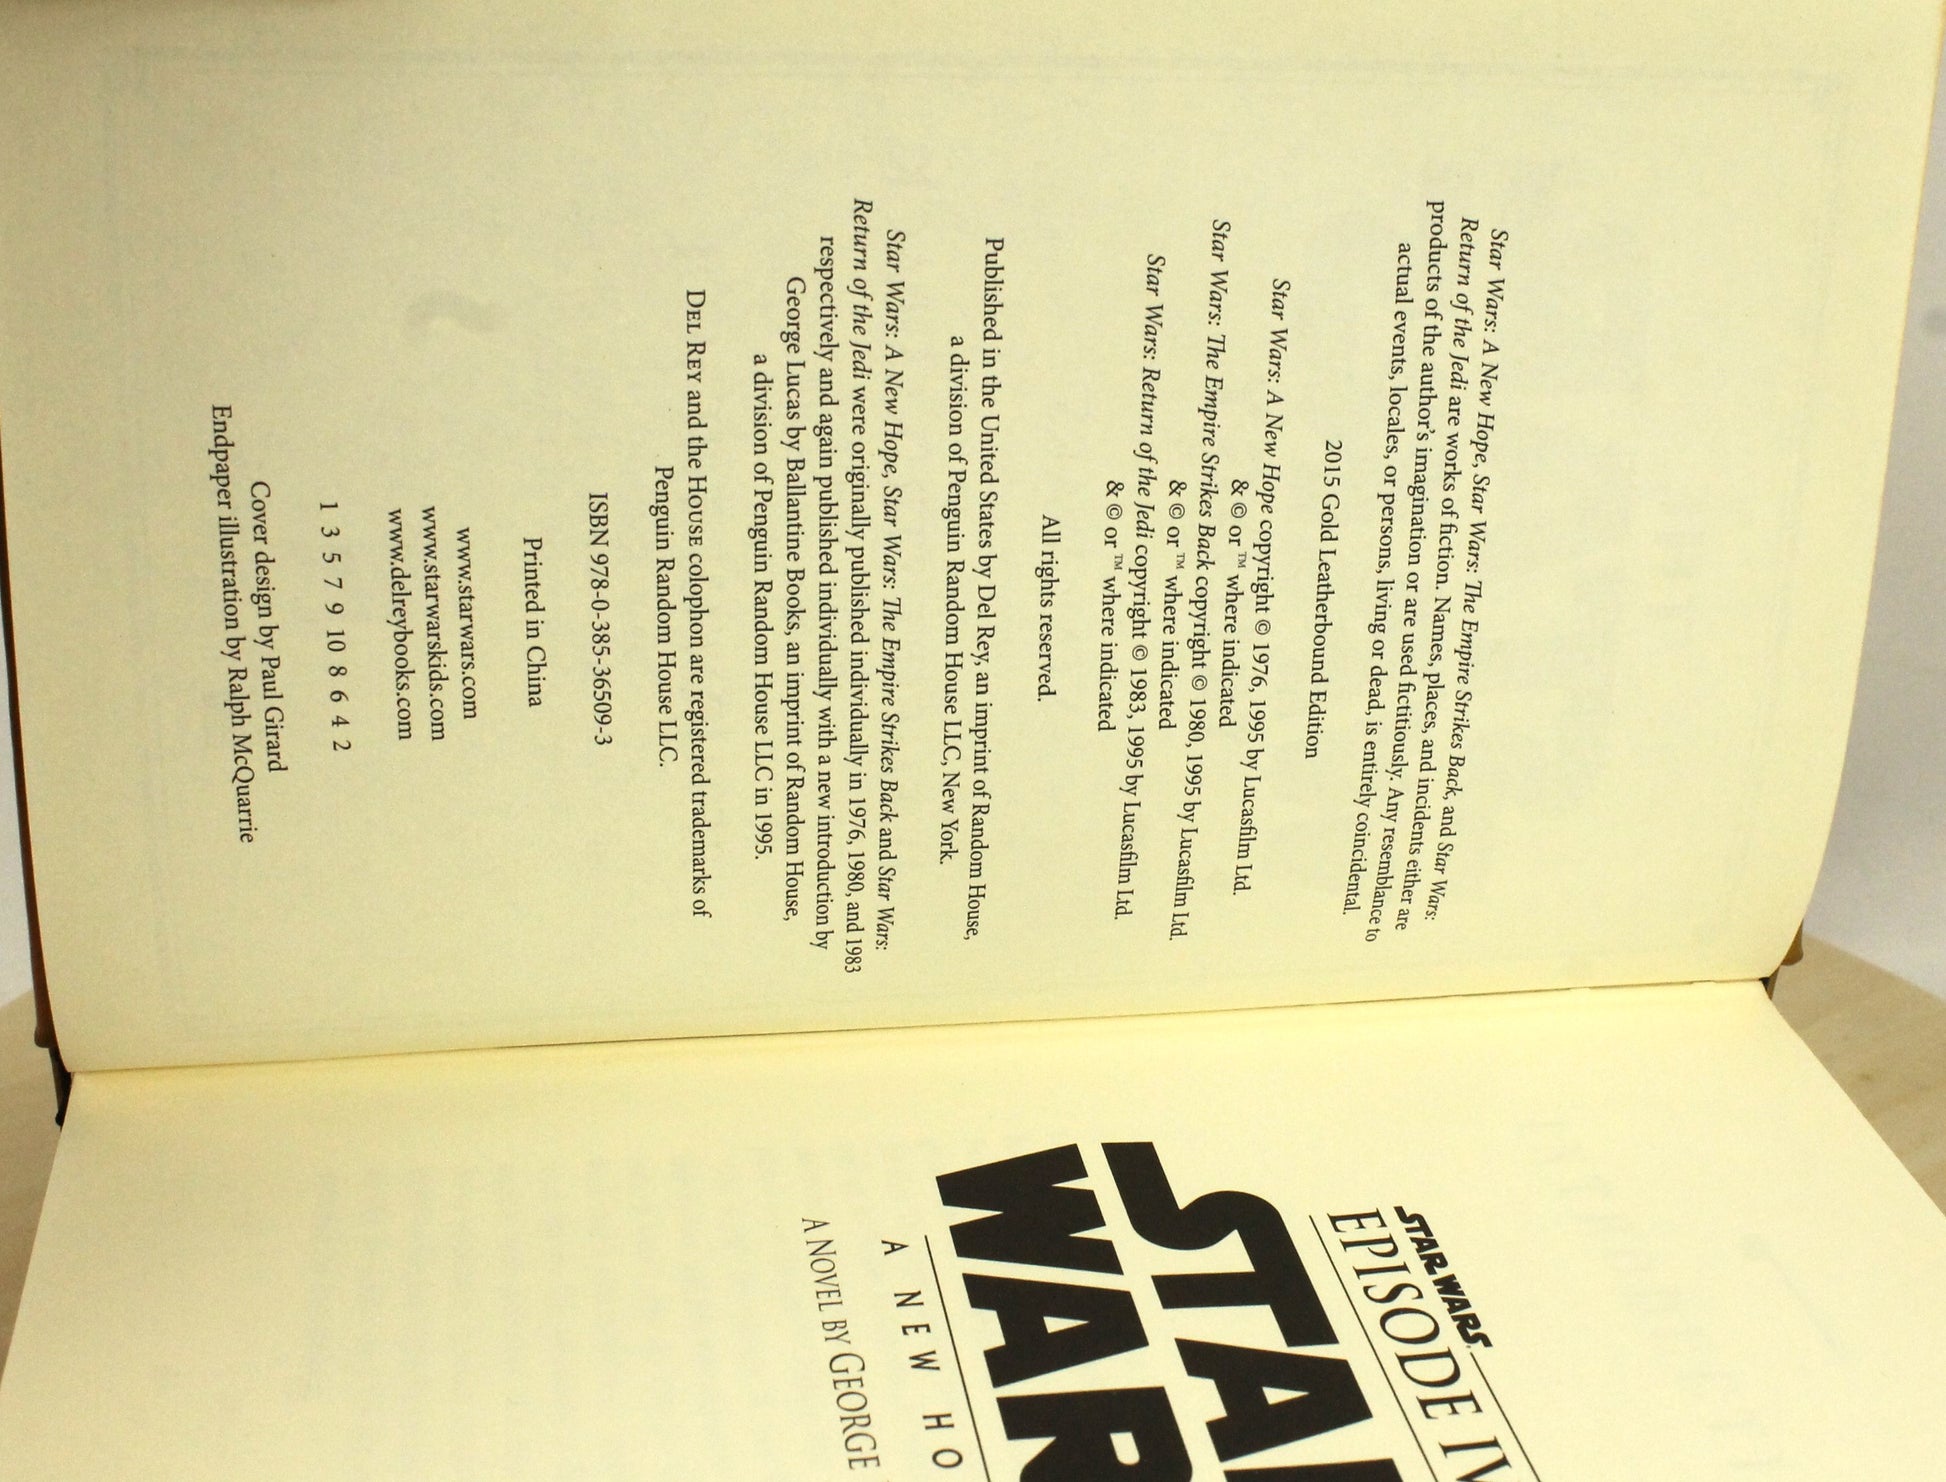 Star Wars: A New Hope, Star Wars: The Empire Strikes Back, and Star Wars:
Return of the Jedi are works of fiction. Names, places, and incidents either are
products of the author's imagination or are used fictitiously. Any resemblance to
actual events, locales, or persons, living or dead, is entirely coincidental.
2015 Gold Leatherbound Edition
Star Wars: A New Hope copyright © 1976, 1995 by Lucasfilm Ltd.
& © or ™ where indicated
Star Wars: The Empire Strikes Back copyright © 1980, 1995 by Lucasfilm Ltd.
& © or ™ where indicated
Star Wars: Return of the Jedi copyright © 1983, 1995 by Lucasfilm Ltd.
& © or ™ where indicated
All rights reserved.
Published in the United States by Del Rey, an imprint of Random House,
a division of Penguin Random House LLC, New York.
Star Wars: A New Hope, Star Wars: The Empire Strikes Back and Star Wars:
Return of the Jedi were originally published individually in 1976, 1980, and 1983
respectively and again published individually with a new introduction by
George Lucas by Ballantine Books, an imprint of Random House,
a division of Penguin Random House LLC in 1995.
DEL REY and the HOUSE colophon are registered trademarks of
Penguin Random House LLC.
ISBN 978-0-385-36509-3
Printed in China
www.starwars.com
www.starwarskids.com
www.delreybooks.com
1 3 5 7 9 10 8 6 4 2
Cover design by Paul Girard
Endpaper illustration by Ralph McQuarrie
STAR WARS
EPISODE IV
STAR
WAR
A NEW HO
A NOVEL BY GEORGE